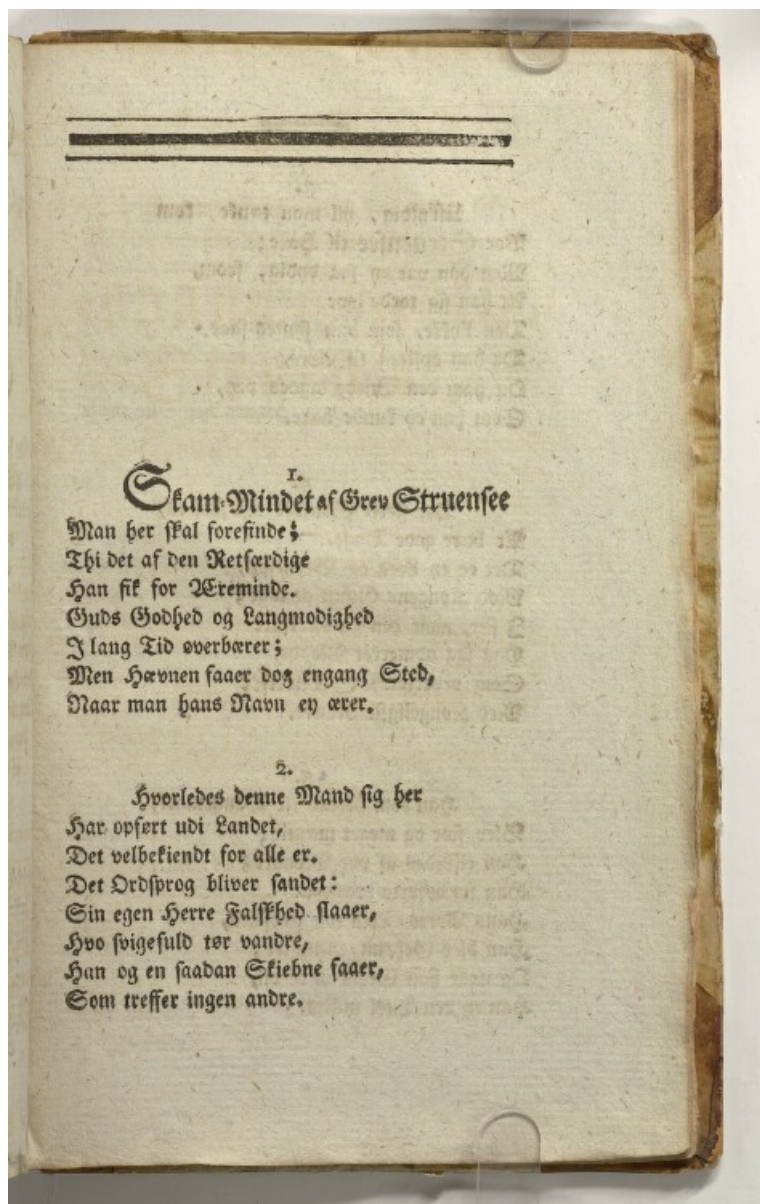 1.
Skam-Mindet af Grev Struensee
Man her skal forefinde;
Thi det af den Retfærdige
Han fik for Æreminde.
Guds Godhed og Langmodighed
I lang Tid overbærer;
Men Hævnen faaer dog engang Sted,
Naar man hans Navn ey ærer.
2.
Hvorledes denne Mand sig her
Har opført udi Landet,
Det velbekiendt for alle er.
Det Ordsprog bliver sandet:
Sin egen Herre Falskhed slaaer,
Hvo svigefuld tør vandre,
Han og en saadan Skiebne faaer,
Som treffer ingen andre.